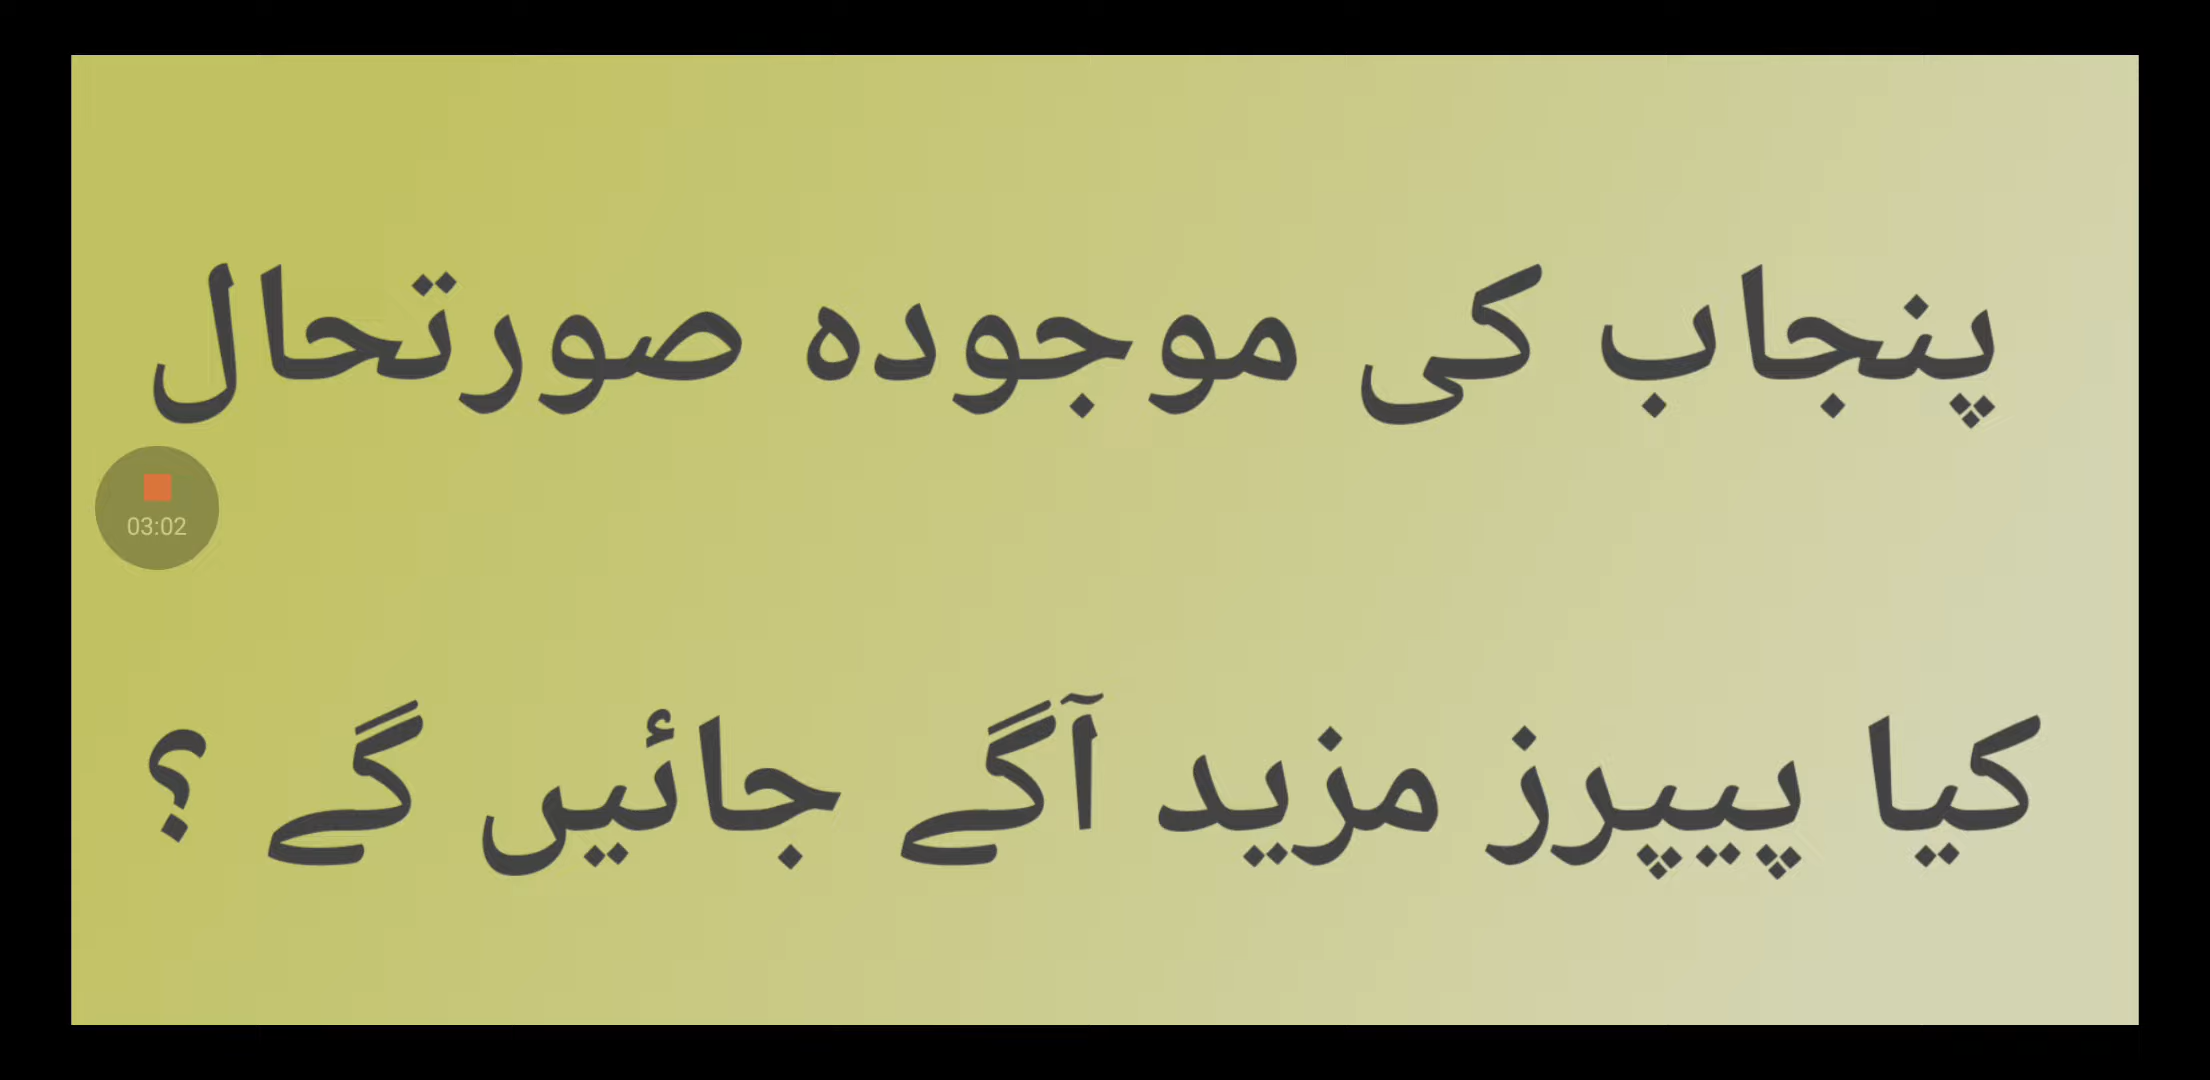 پنجاب کی موجودہ صورتحال
03:02
کیا پیپرز مزید آگے جائیں گے ؟